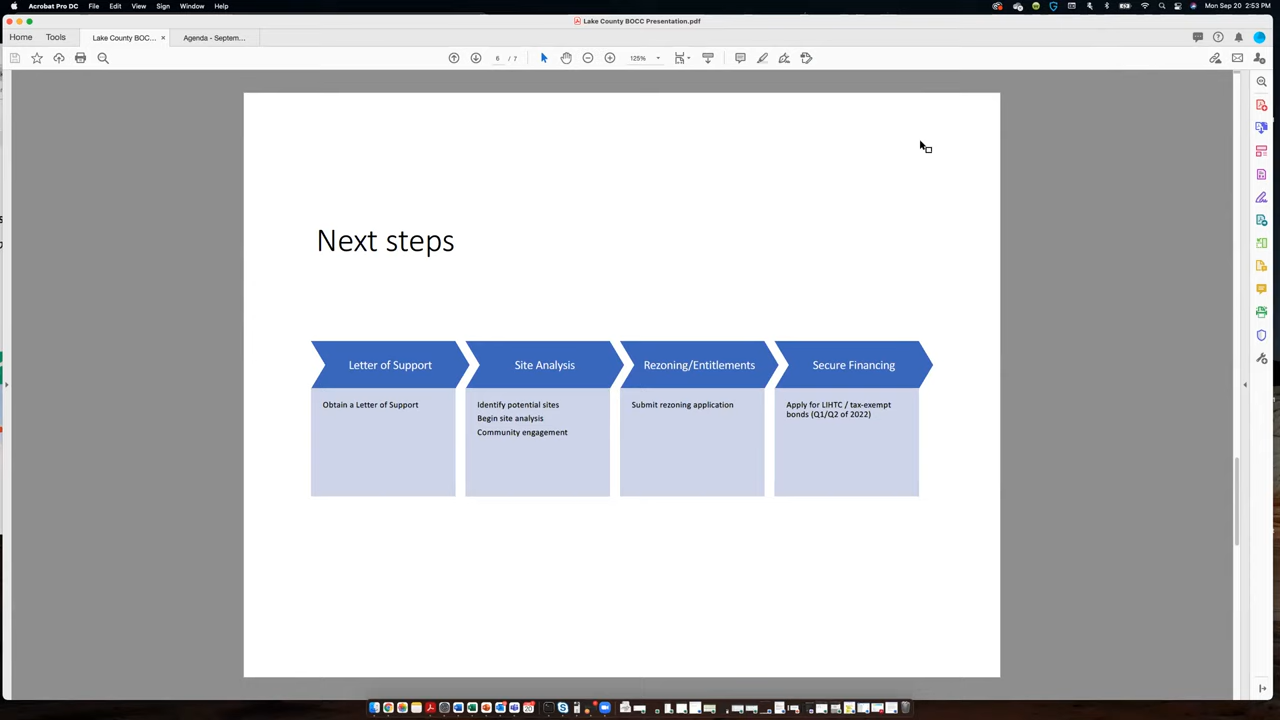 Acrobat Pro DC File Edit View Sign Window Help
Mon Sep 20 2:53 PM
Lake County BOCC Presentation.pdf
Home Tools Lake County BOCC... × Agenda - Septem...
6 / 7 125%
Next steps
Letter of Support
Obtain a Letter of Support
Site Analysis
Identify potential sites
Begin site analysis
Community engagement
Rezoning/Entitlements
Submit rezoning application
Secure Financing
Apply for LIHTC / tax-exempt
bonds (Q1/Q2 of 2022)